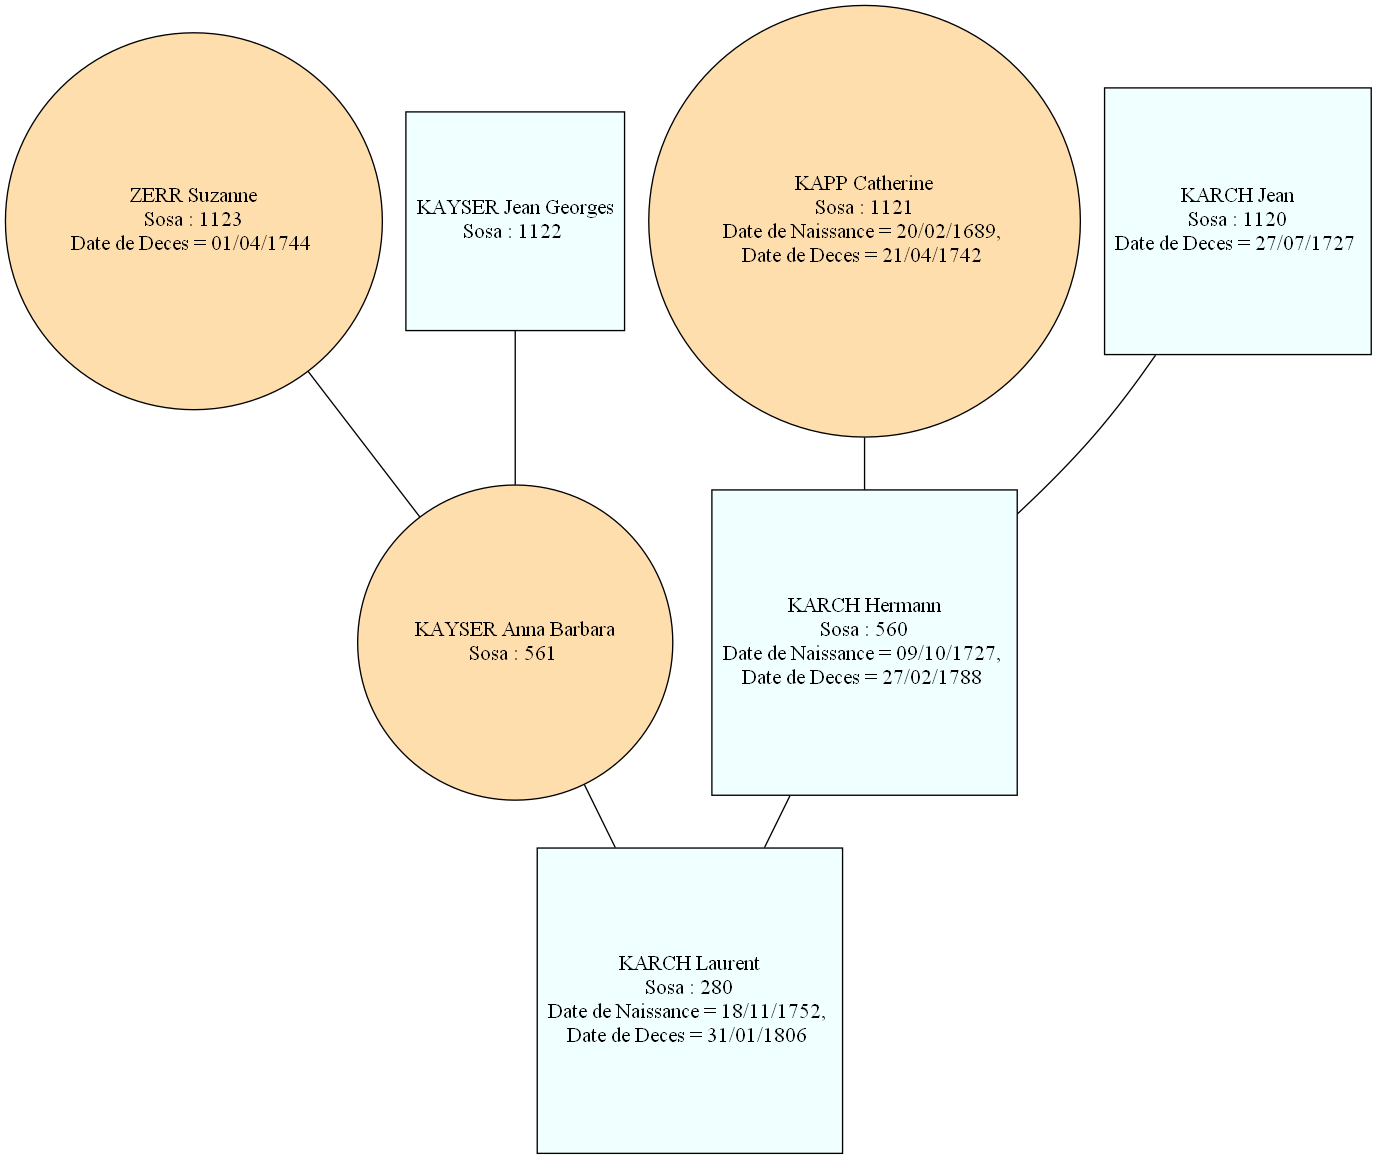 ZERR Suzanne
Sosa : 1123
Date de Deces = 01/04/1744
KAYSER Jean Georges
Sosa : 1122
KAPP Catherine
Sosa : 1121
Date de Naissance = 20/02/1689,
Date de Deces = 21/04/1742
KARCH Jean
Sosa : 1120
Date de Deces = 27/07/1727
KAYSER Anna Barbara
Sosa : 561
KARCH Hermann
Sosa : 560
Date de Naissance = 09/10/1727,
Date de Deces = 27/02/1788
KARCH Laurent
Sosa : 280
Date de Naissance = 18/11/1752,
Date de Deces = 31/01/1806